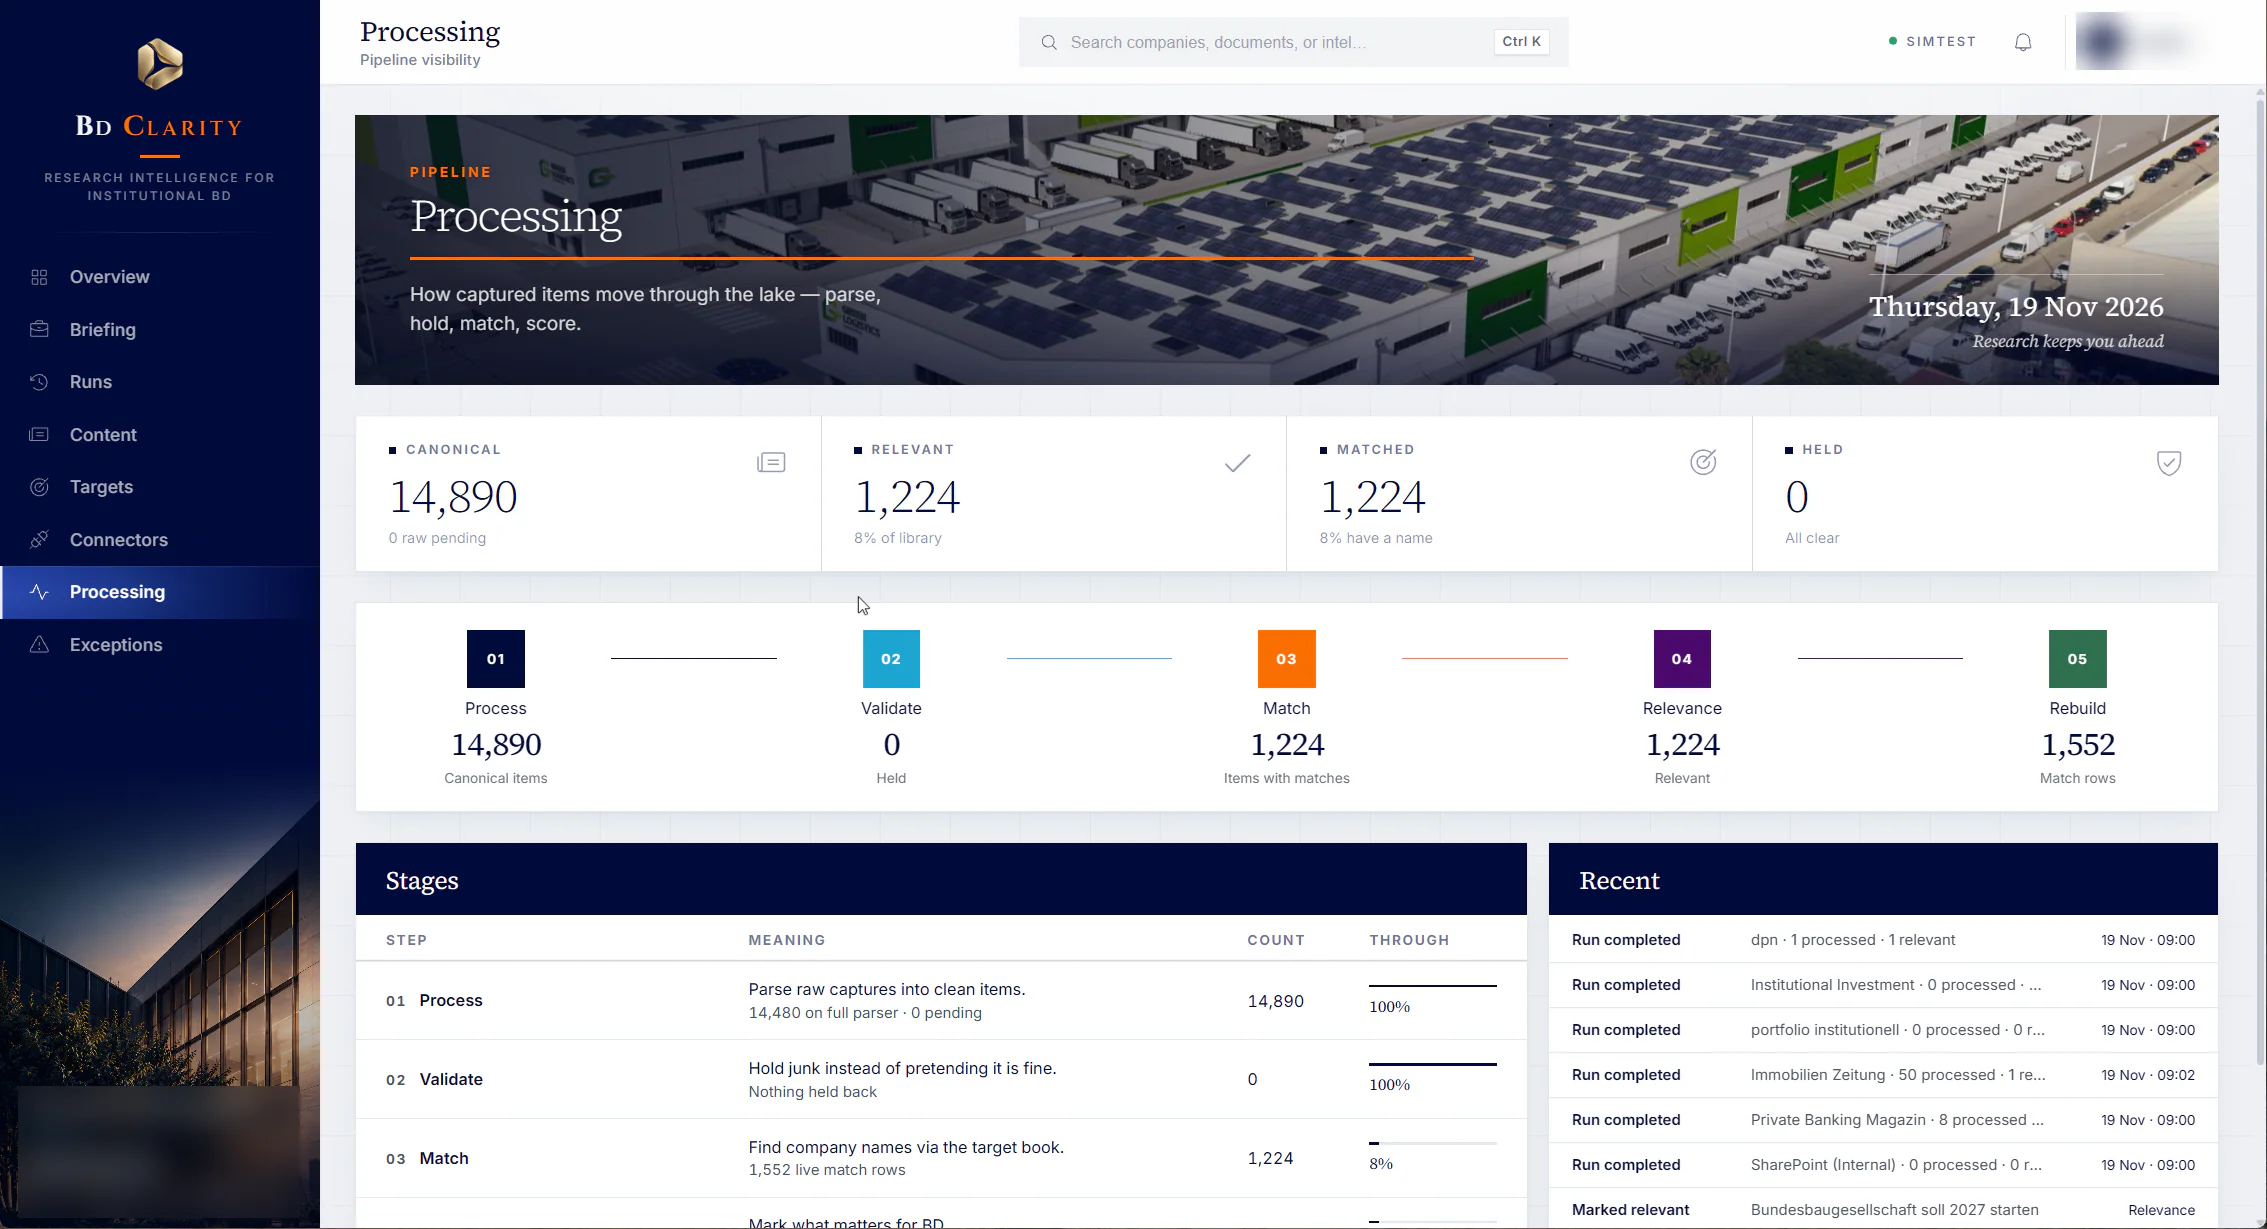 BD CLARITY
RESEARCH INTELLIGENCE FOR
INSTITUTIONAL BD
Overview
Briefing
Runs
Content
Targets
Connectors
Processing
Exceptions
Processing
Pipeline visibility
Search companies, documents, or intel...
Ctrl K
SIMTEST
PIPELINE
Processing
How captured items move through the lake — parse,
hold, match, score.
Thursday, 19 Nov 2026
Research keeps you ahead
CANONICAL
14,890
0 raw pending
RELEVANT
1,224
8% of library
MATCHED
1,224
8% have a name
HELD
0
All clear
01
Process
14,890
Canonical items
02
Validate
0
Held
03
Match
1,224
Items with matches
04
Relevance
1,224
Relevant
05
Rebuild
1,552
Match rows
Stages
STEP MEANING COUNT THROUGH
01 Process Parse raw captures into clean items. 14,890 100%
14,480 on full parser · 0 pending
02 Validate Hold junk instead of pretending it is fine. 0 100%
Nothing held back
03 Match Find company names via the target book. 1,224 8%
1,552 live match rows
Mark what matters for BD
Recent
Run completed dpn · 1 processed · 1 relevant 19 Nov · 09:00
Run completed Institutional Investment · 0 processed · ... 19 Nov · 09:00
Run completed portfolio institutionell · 0 processed · 0 r... 19 Nov · 09:00
Run completed Immobilien Zeitung · 50 processed · 1 re... 19 Nov · 09:02
Run completed Private Banking Magazin · 8 processed ... 19 Nov · 09:00
Run completed SharePoint (Internal) · 0 processed · 0 r... 19 Nov · 09:00
Marked relevant Bundesbaugesellschaft soll 2027 starten Relevance